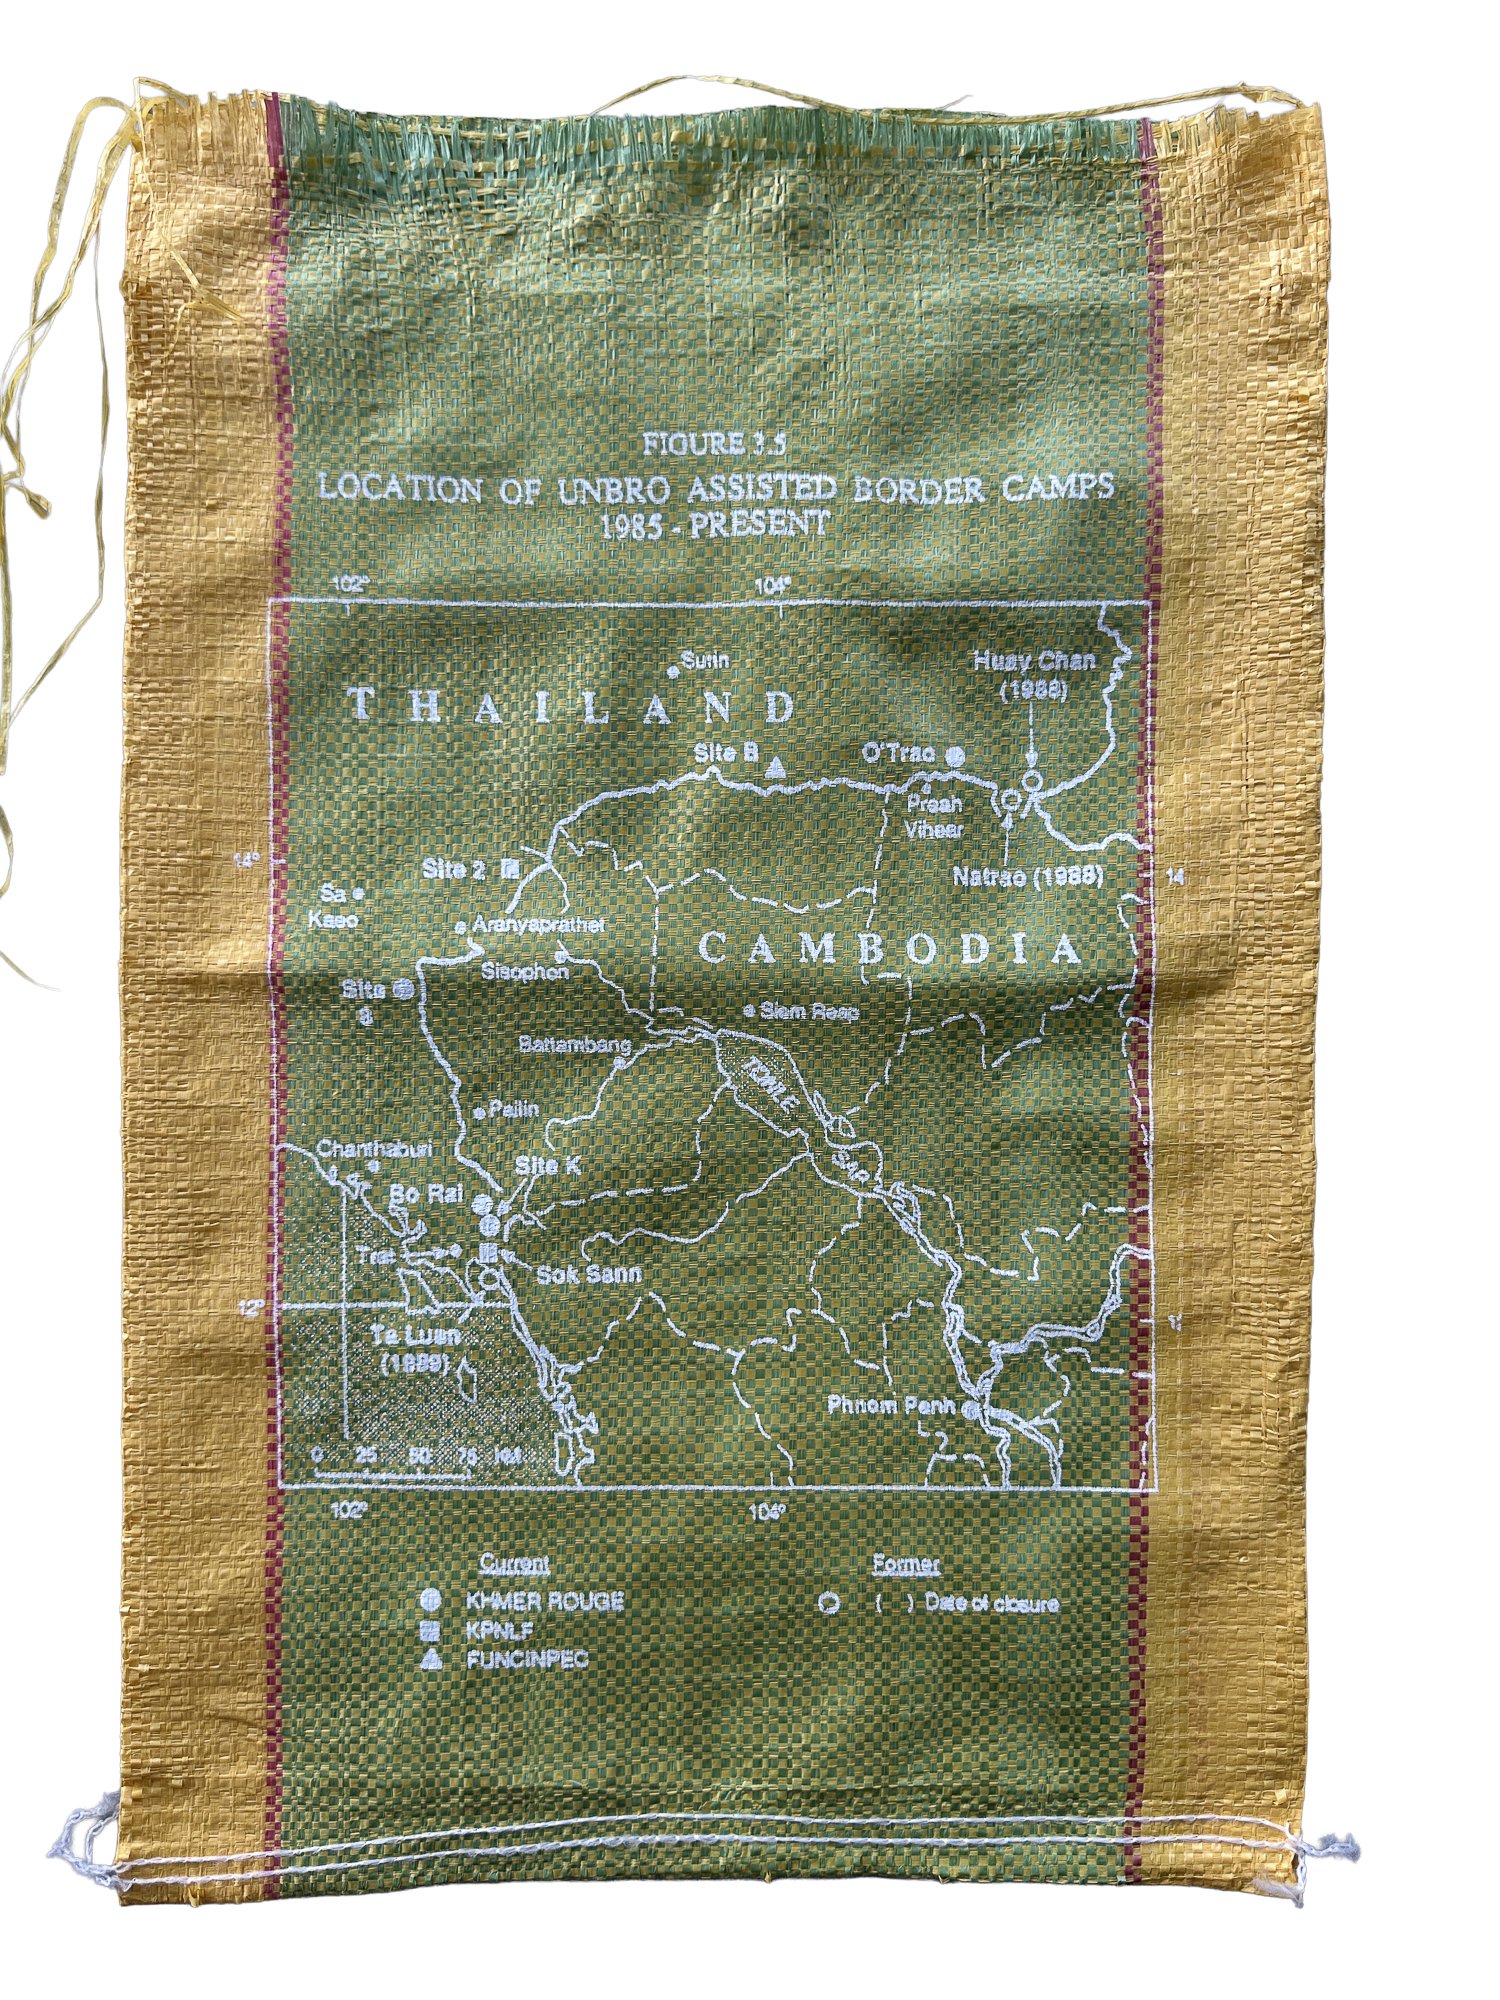 FIGURE 3.5
LOCATION OF UNBRO ASSISTED BORDER CAMPS
1985 - PRESENT
102° 104°
Surin
Huay Chan
(1988)
THAILAND
Site B
O'Trao
Preah
Vihear
14°
Site 2
Natrao (1988)
14
Sa
Kaeo
Aranyaprathet
CAMBODIA
Sisophon
Site
8
Siem Reap
Battambang
TONLE
SAP
Pailin
Chanthaburi
Site K
Bo Rai
Trat
Sok Sann
12°
12
Ta Luan
(1989)
Phnom Penh
0 25 50 75
102° 104°
Current
KHMER ROUGE
KPNLF
FUNCINPEC
Former
( ) Date of closure